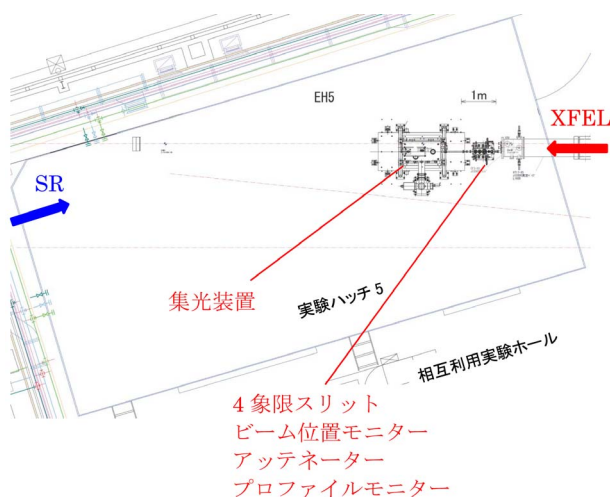 EH5
1m
XFEL
SR
集光装置
実験ハッチ 5
相互利用実験ホール
4 象限スリット
ビーム位置モニター
アッテネーター
プロファイルモニター